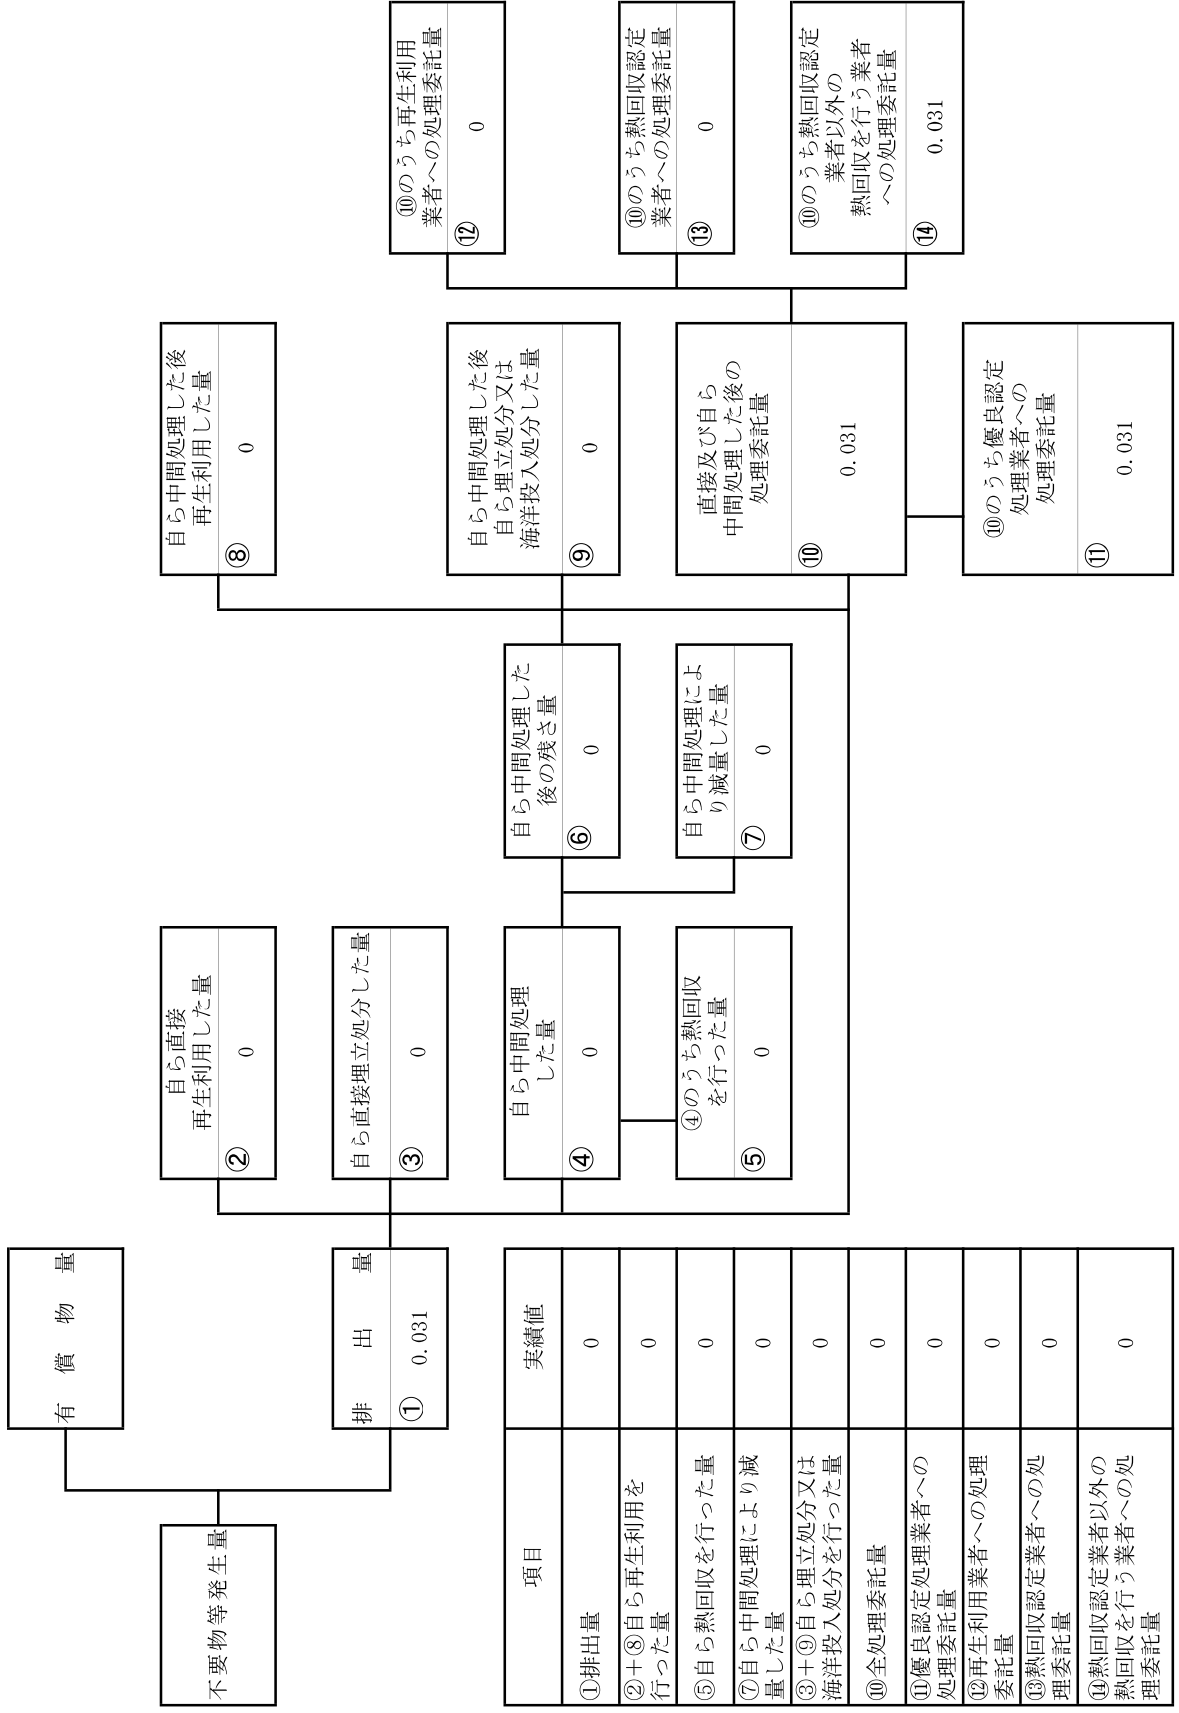 不要物等発生量
有償物量
排出量
① 0.031
自ら直接
再生利用した量
② 0
自ら直接埋立処分した量
③ 0
自ら中間処理
した量
④ 0
④のうち熱回収
を行った量
⑤ 0
自ら中間処理した
後の残さ量
⑥ 0
自ら中間処理によ
り減量した量
⑦ 0
自ら中間処理した後
再生利用した量
⑧ 0
自ら中間処理した後
自ら埋立処分又は
海洋投入処分した量
⑨ 0
直接及び自ら
中間処理した後の
処理委託量
⑩ 0.031
⑩のうち優良認定
処理業者への
処理委託量
⑪ 0.031
⑩のうち再生利用
業者への処理委託量
⑫ 0
⑩のうち熱回収認定
業者への処理委託量
⑬ 0
⑩のうち熱回収認定
業者以外の
熱回収を行う業者
への処理委託量
⑭ 0.031
項目 実績値
①排出量 0
②+⑧自ら再生利用を
行った量 0
⑤自ら熱回収を行った量 0
⑦自ら中間処理により減
量した量 0
③+⑨自ら埋立処分又は
海洋投入処分を行った量 0
⑩全処理委託量 0
⑪優良認定処理業者への
処理委託量 0
⑫再生利用業者への処理
委託量 0
⑬熱回収認定業者への処
理委託量 0
⑭熱回収認定業者以外の
熱回収を行う業者への処
理委託量 0